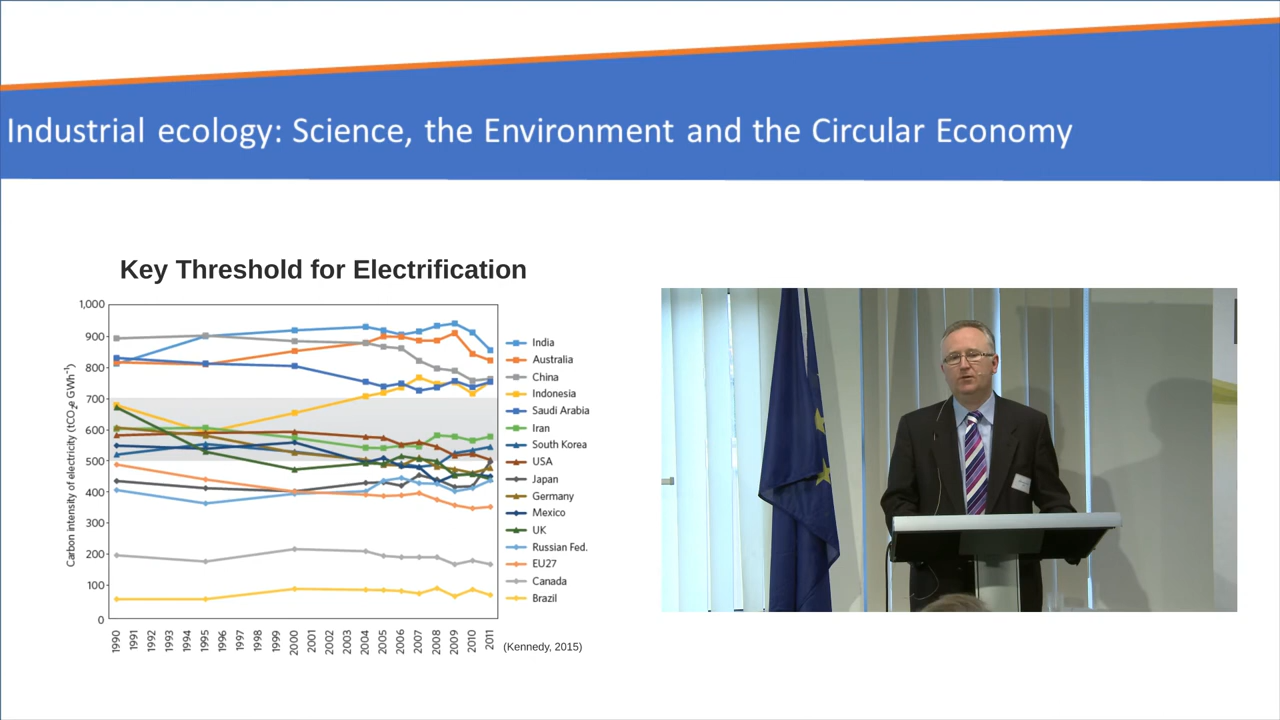 Industrial ecology: Science, the Environment and the Circular Economy
Key Threshold for Electrification
Carbon intensity of electricity (tCO₂e GWh⁻¹)
1,000
900
800
700
600
500
400
300
200
100
0
1990
1991
1992
1993
1994
1995
1996
1997
1998
1999
2000
2001
2002
2003
2004
2005
2006
2007
2008
2009
2010
2011
India
Australia
China
Indonesia
Saudi Arabia
Iran
South Korea
USA
Japan
Germany
Mexico
UK
Russian Fed.
EU27
Canada
Brazil
(Kennedy, 2015)